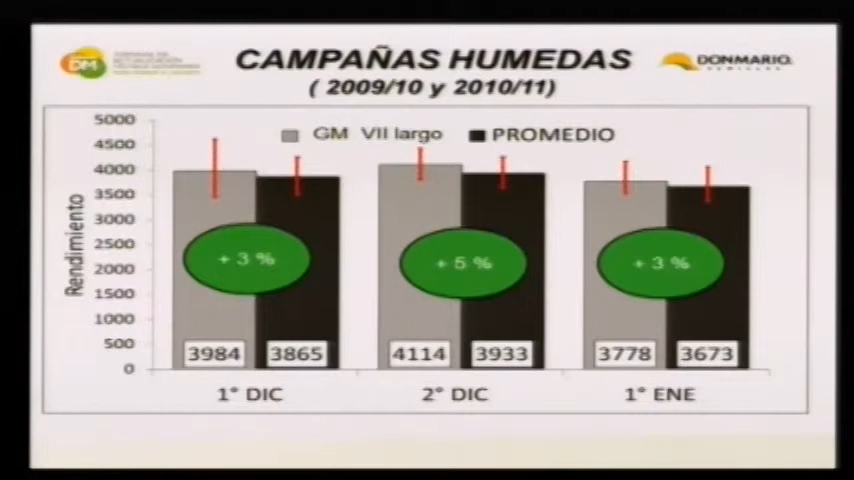 DM
CAMPAÑAS HUMEDAS
DONMARIO
SEMILLAS
( 2009/10 y 2010/11)
GM VII largo
PROMEDIO
Rendimiento
5000
4500
4000
3500
3000
2500
2000
1500
1000
500
0
+ 3 %
+ 5 %
+ 3 %
3984
3865
4114
3933
3778
3673
1° DIC
2° DIC
1° ENE